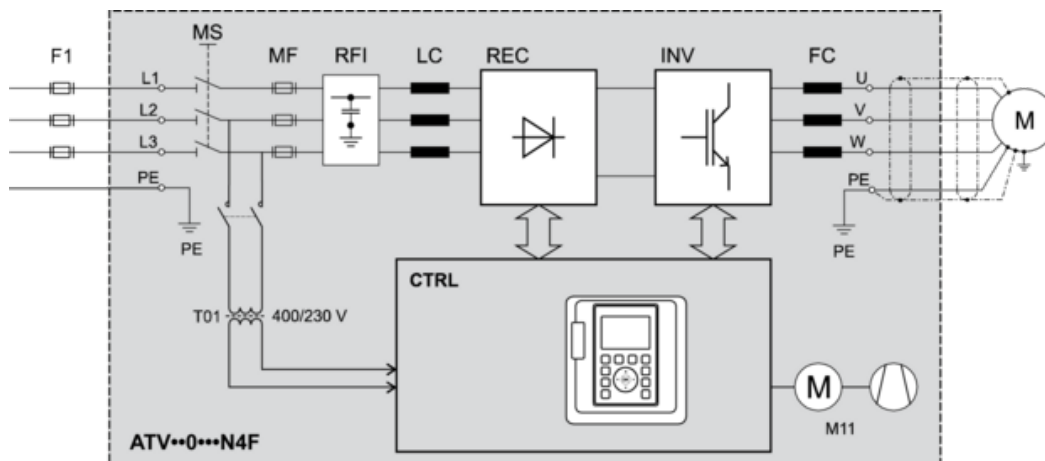 MS
F1
MF
RFI
LC
REC
INV
FC
L1
U
L2
V
M
L3
W
PE
PE
PE
PE
CTRL
T01
400/230 V
M
M11
ATV••0•••N4F